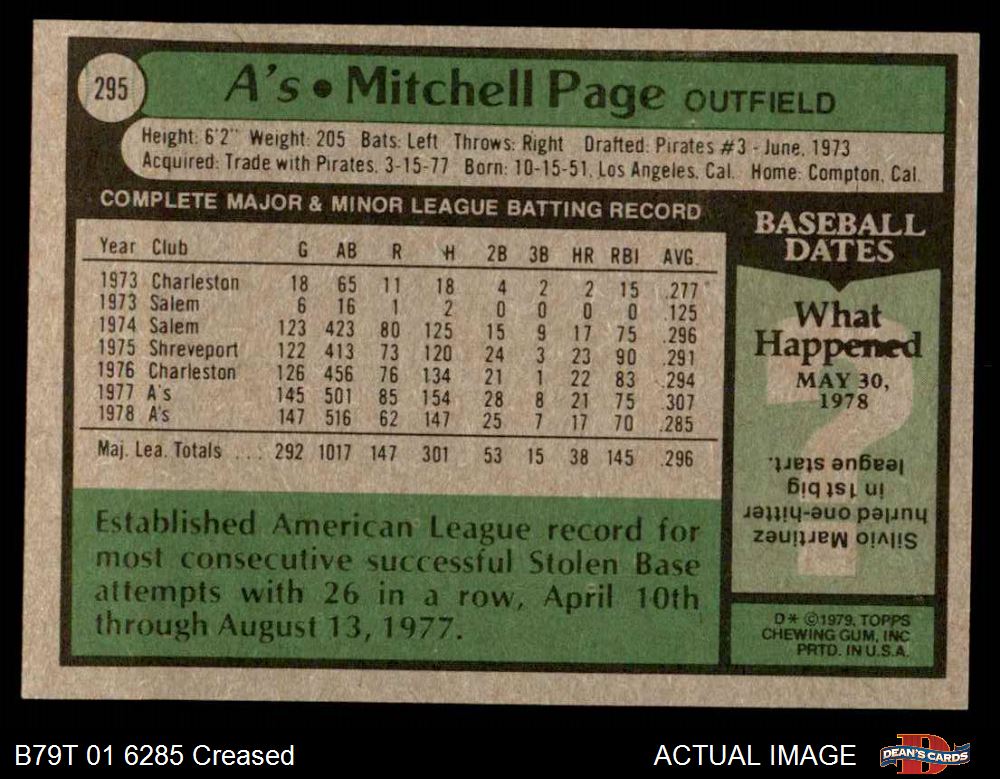 295
A's • Mitchell Page OUTFIELD
Height: 6'2" Weight: 205 Bats: Left Throws: Right Drafted: Pirates #3 - June, 1973
Acquired: Trade with Pirates, 3-15-77 Born: 10-15-51, Los Angeles, Cal. Home: Compton, Cal.
COMPLETE MAJOR & MINOR LEAGUE BATTING RECORD
Year Club G AB R H 2B 3B HR RBI AVG.
1973 Charleston 18 65 11 18 4 2 2 15 .277
1973 Salem 6 16 1 2 0 0 0 0 .125
1974 Salem 123 423 80 125 15 9 17 75 .296
1975 Shreveport 122 413 73 120 24 3 23 90 .291
1976 Charleston 126 456 76 134 21 1 22 83 .294
1977 A's 145 501 85 154 28 8 21 75 .307
1978 A's 147 516 62 147 25 7 17 70 .285
Maj. Lea. Totals ... 292 1017 147 301 53 15 38 145 .296
Established American League record for
most consecutive successful Stolen Base
attempts with 26 in a row, April 10th
through August 13, 1977.
BASEBALL
DATES
What
Happened
MAY 30,
1978
?
Silvio Martinez
hurled one-hitter
in 1st big
league start.
D* ©1979, TOPPS
CHEWING GUM, INC
PRTD. IN U.S.A.
B79T 01 6285 Creased
ACTUAL IMAGE
D
DEAN'S CARDS